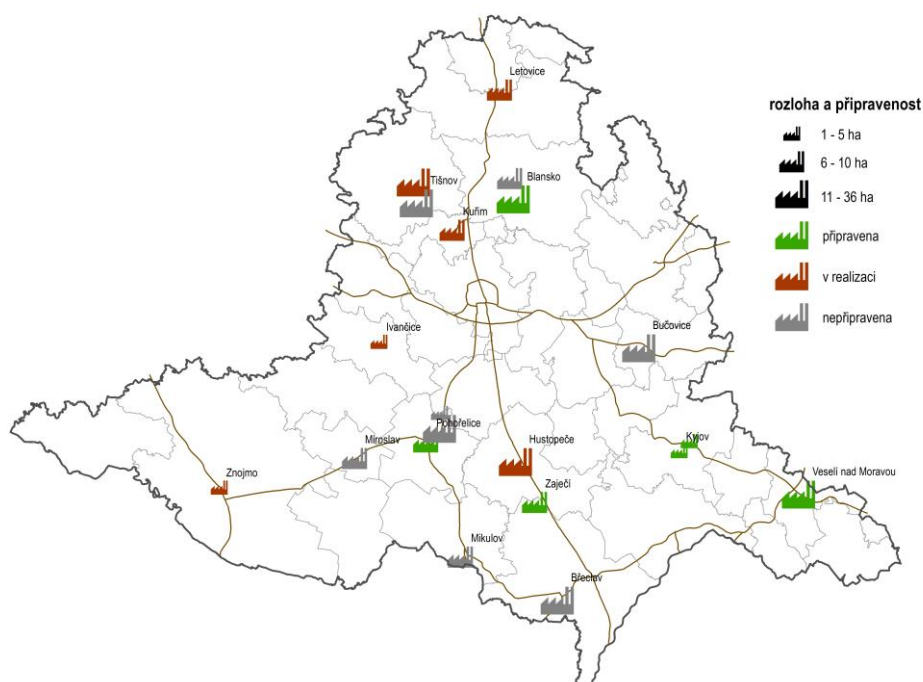 Letovice
rozloha a připravenost
1 - 5 ha
6 - 10 ha
11 - 36 ha
připravena
v realizaci
nepřipravena
Tišnov
Blansko
Kuřim
Ivančice
Bučovice
Pohořelice
Miroslav
Hustopeče
Kyjov
Znojmo
Zaječí
Veselí nad Moravou
Mikulov
Břeclav